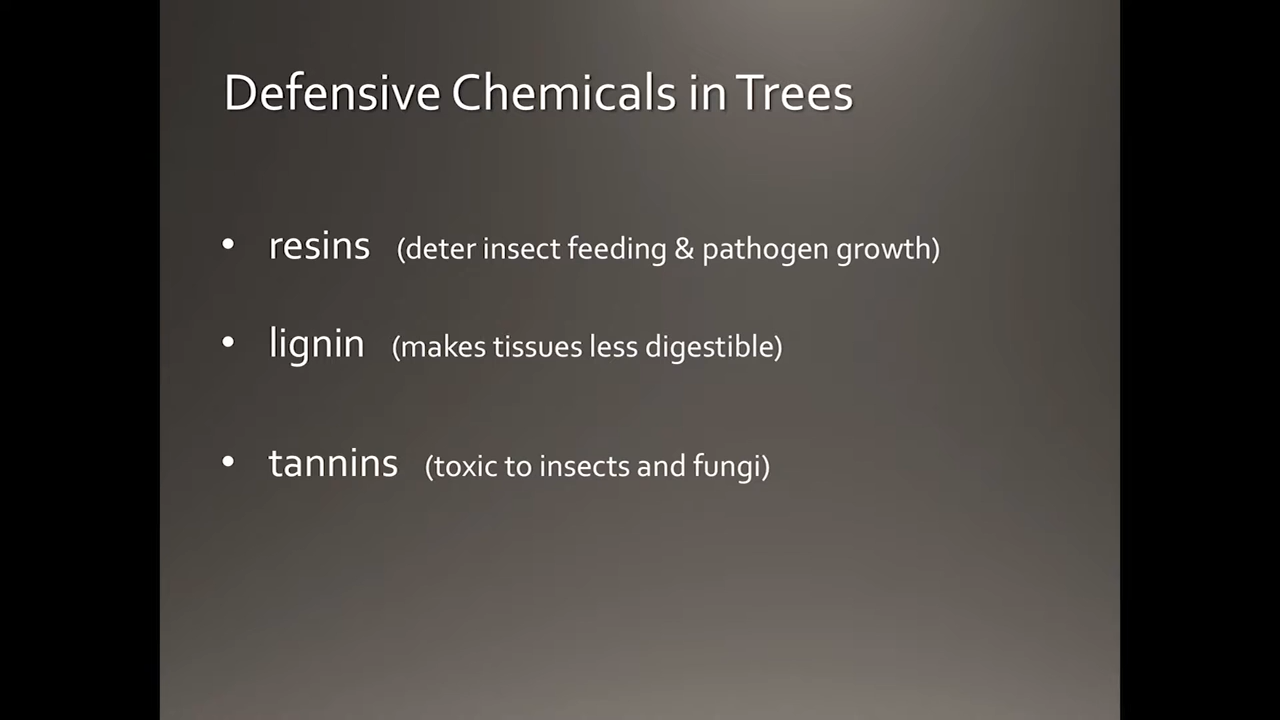 Defensive Chemicals in Trees
• resins (deter insect feeding & pathogen growth)
• lignin (makes tissues less digestible)
• tannins (toxic to insects and fungi)